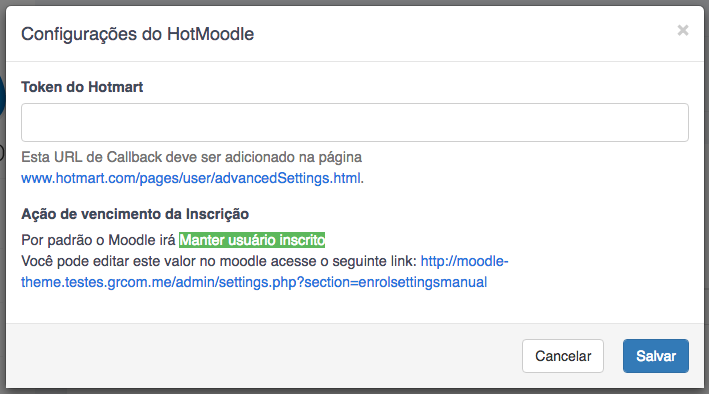 Configurações do HotMoodle
×
Token do Hotmart
Esta URL de Callback deve ser adicionado na página
www.hotmart.com/pages/user/advancedSettings.html.
Ação de vencimento da Inscrição
Por padrão o Moodle irá Manter usuário inscrito
Você pode editar este valor no moodle acesse o seguinte link: http://moodle-
theme.testes.grcom.me/admin/settings.php?section=enrolsettingsmanual
Cancelar
Salvar